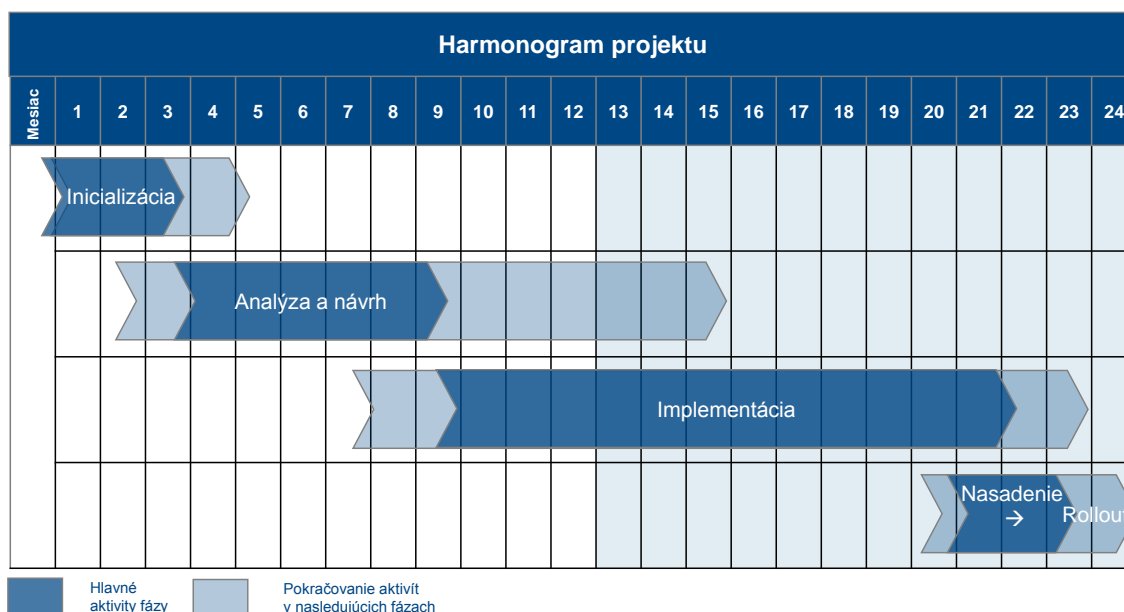 Harmonogram projektu
Mesiac 1 2 3 4 5 6 7 8 9 10 11 12 13 14 15 16 17 18 19 20 21 22 23 24
Inicializácia
Analýza a návrh
Implementácia
Nasadenie
→ Rollout
Hlavné
aktivity fázy
Pokračovanie aktivít
v nasledujúcich fázach